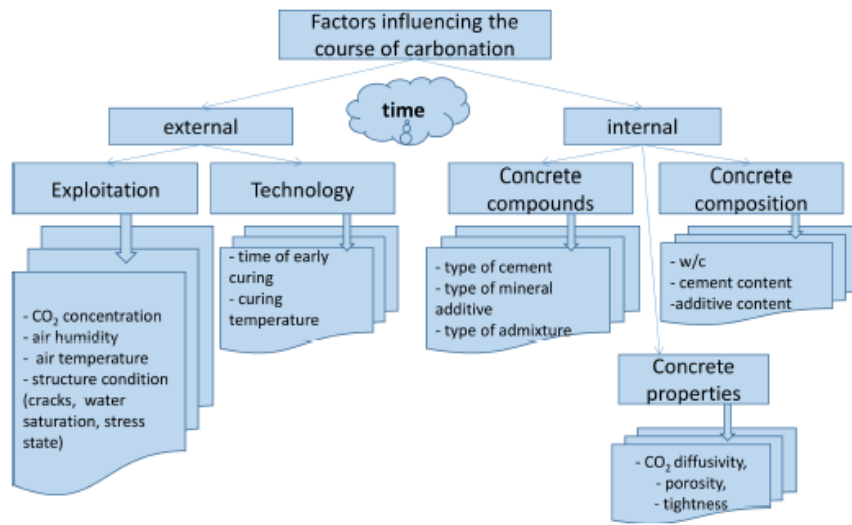 Factors influencing the
course of carbonation
time
external
internal
Exploitation
Technology
Concrete
compounds
Concrete
composition
- CO₂ concentration
- air humidity
- air temperature
- structure condition
(cracks, water
saturation, stress
state)
- time of early
curing
- curing
temperature
- type of cement
- type of mineral
additive
- type of admixture
- w/c
- cement content
-additive content
Concrete
properties
- CO₂ diffusivity,
- porosity,
- tightness